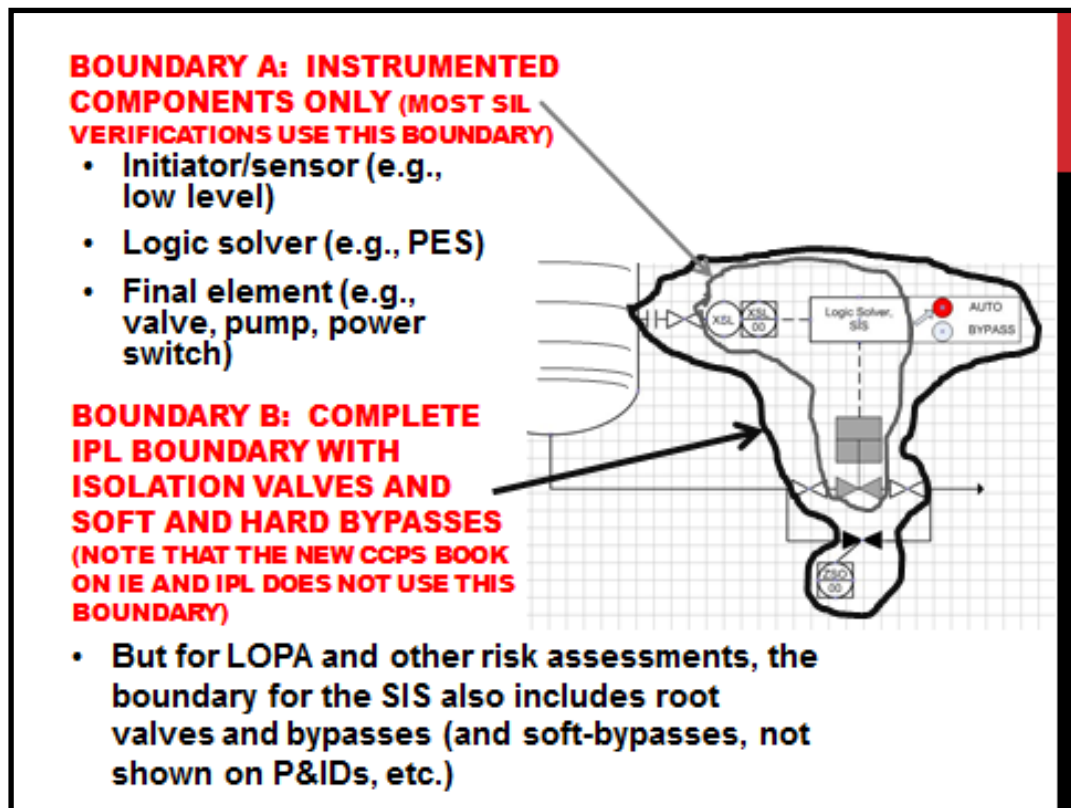 BOUNDARY A: INSTRUMENTED
COMPONENTS ONLY (MOST SIL
VERIFICATIONS USE THIS BOUNDARY)
• Initiator/sensor (e.g.,
low level)
• Logic solver (e.g., PES)
• Final element (e.g.,
valve, pump, power
switch)
XSL
XSL
00
Logic Solver,
SIS
AUTO
BYPASS
BOUNDARY B: COMPLETE
IPL BOUNDARY WITH
ISOLATION VALVES AND
SOFT AND HARD BYPASSES
(NOTE THAT THE NEW CCPS BOOK
ON IE AND IPL DOES NOT USE THIS
BOUNDARY)
ZSO
00
• But for LOPA and other risk assessments, the
boundary for the SIS also includes root
valves and bypasses (and soft-bypasses, not
shown on P&IDs, etc.)